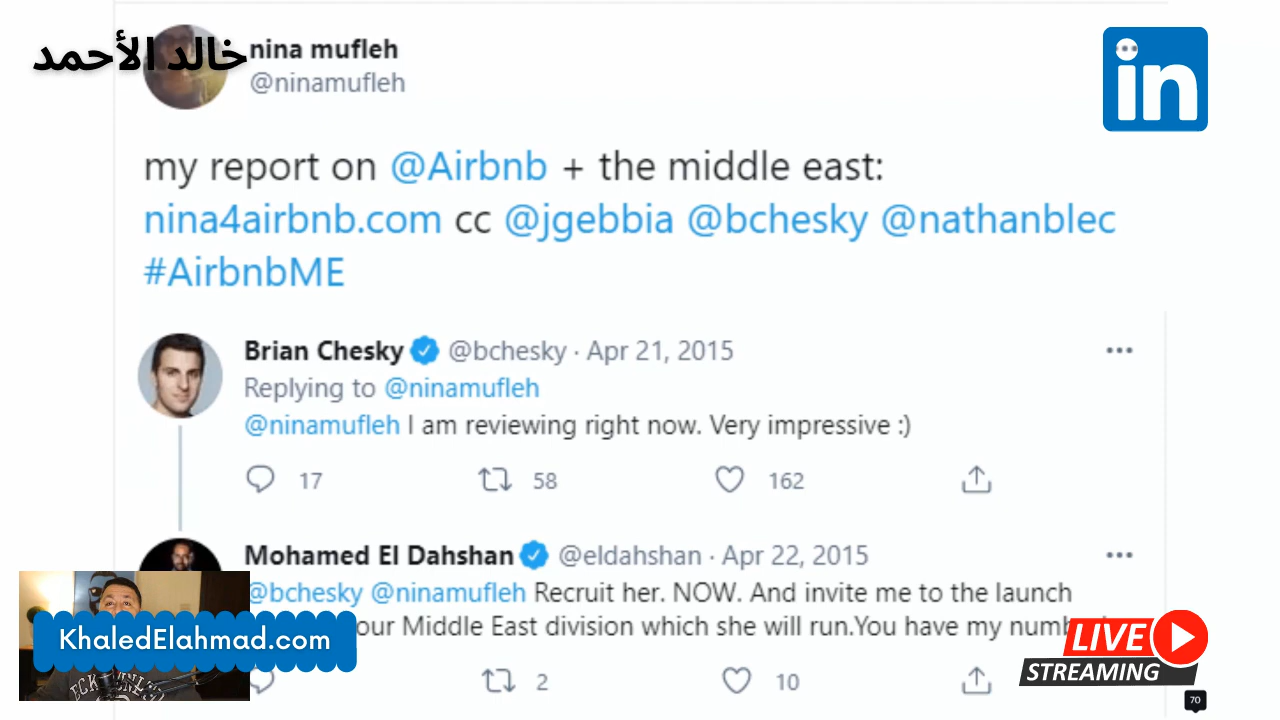 خالد الأحمد
nina mufleh
@ninamufleh
in
my report on @Airbnb + the middle east:
nina4airbnb.com cc @jgebbia @bchesky @nathanblec
#AirbnbME
Brian Chesky @bchesky · Apr 21, 2015
Replying to @ninamufleh
@ninamufleh I am reviewing right now. Very impressive :)
17 58 162
Mohamed El Dahshan @eldahshan · Apr 22, 2015
@bchesky @ninamufleh Recruit her. NOW. And invite me to the launch
our Middle East division which she will run.You have my
2 10
KhaledElahmad.com
LIVE
STREAMING
70